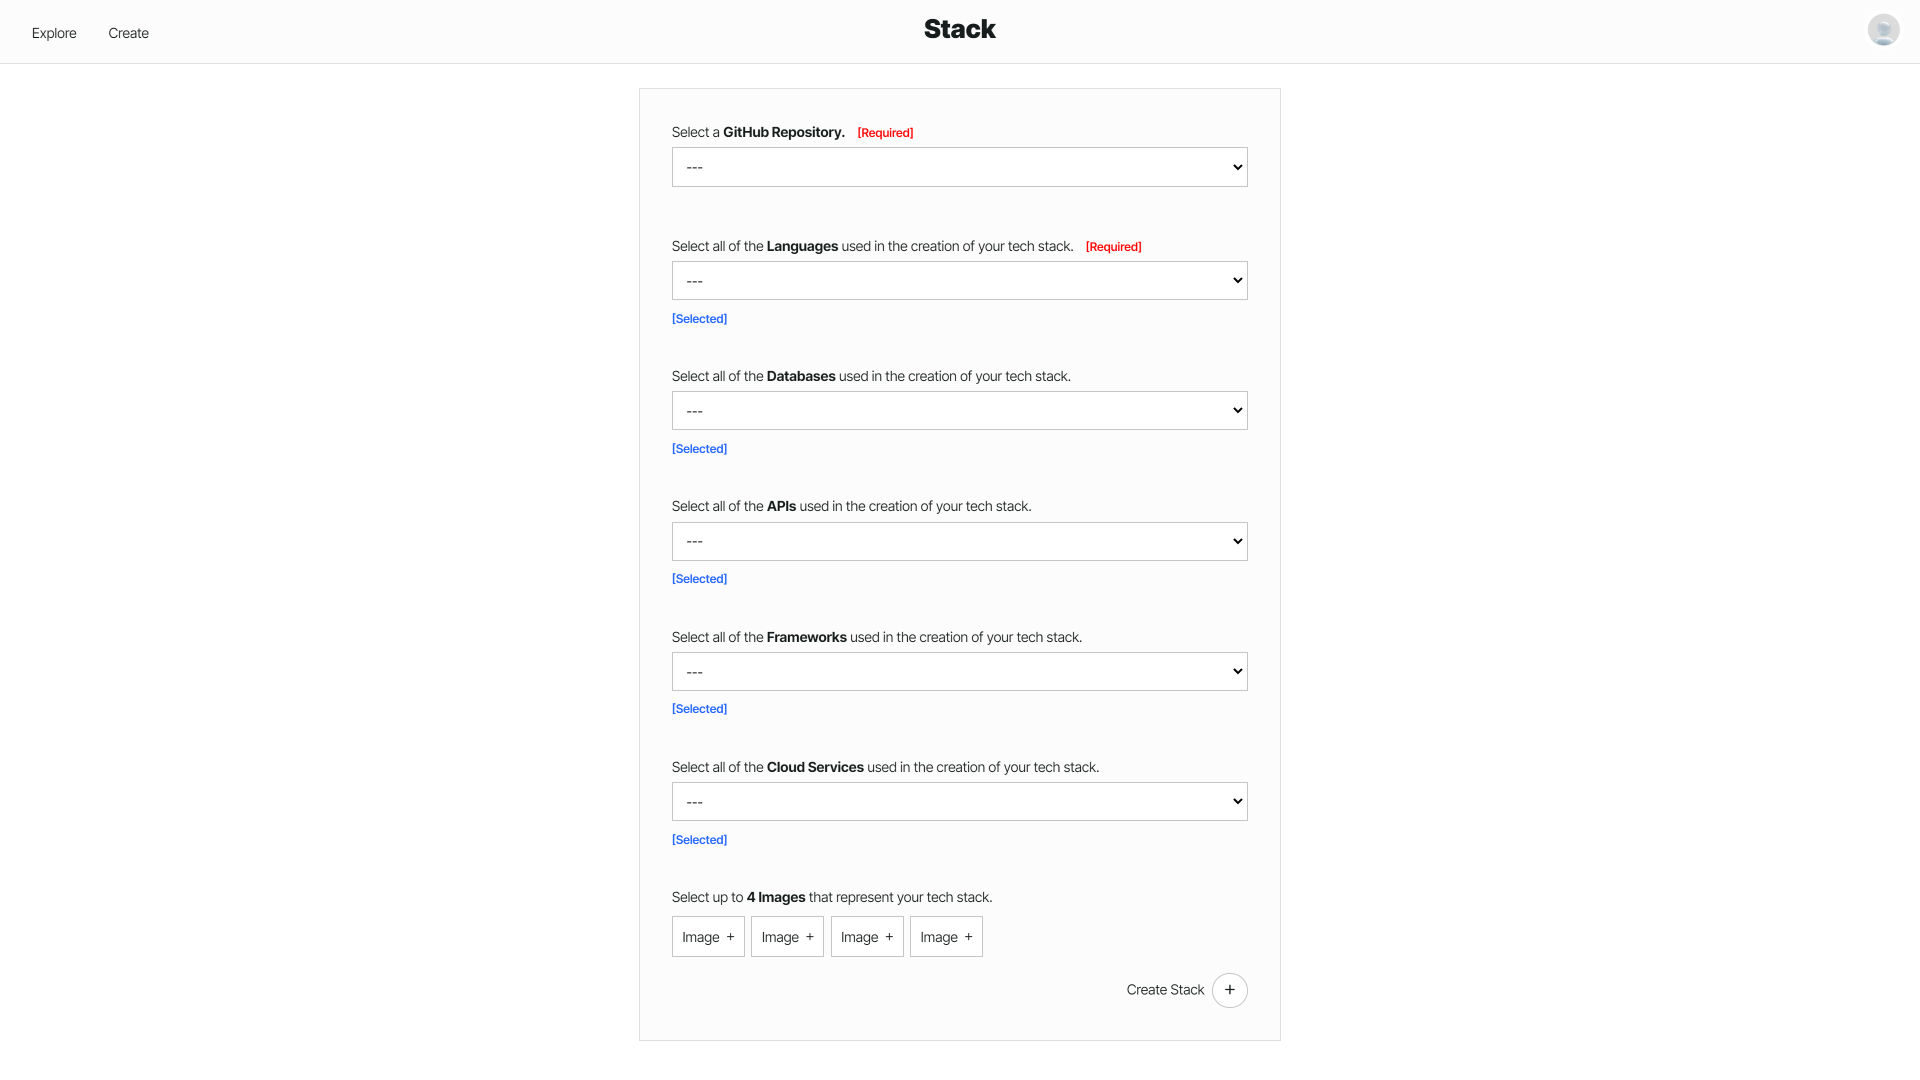 Explore Create Stack
Select a GitHub Repository. [Required]
---
Select all of the Languages used in the creation of your tech stack. [Required]
---
[Selected]
Select all of the Databases used in the creation of your tech stack.
---
[Selected]
Select all of the APIs used in the creation of your tech stack.
---
[Selected]
Select all of the Frameworks used in the creation of your tech stack.
---
[Selected]
Select all of the Cloud Services used in the creation of your tech stack.
---
[Selected]
Select up to 4 Images that represent your tech stack.
Image + Image + Image + Image +
Create Stack +